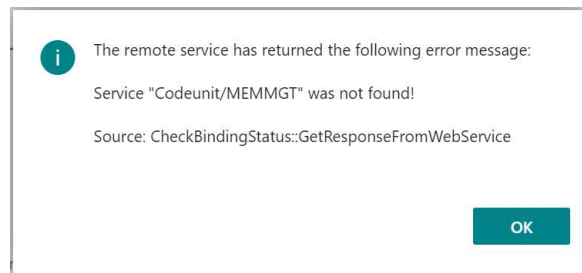 i
The remote service has returned the following error message:
Service "Codeunit/MEMMGT" was not found!
Source: CheckBindingStatus::GetResponseFromWebService
OK